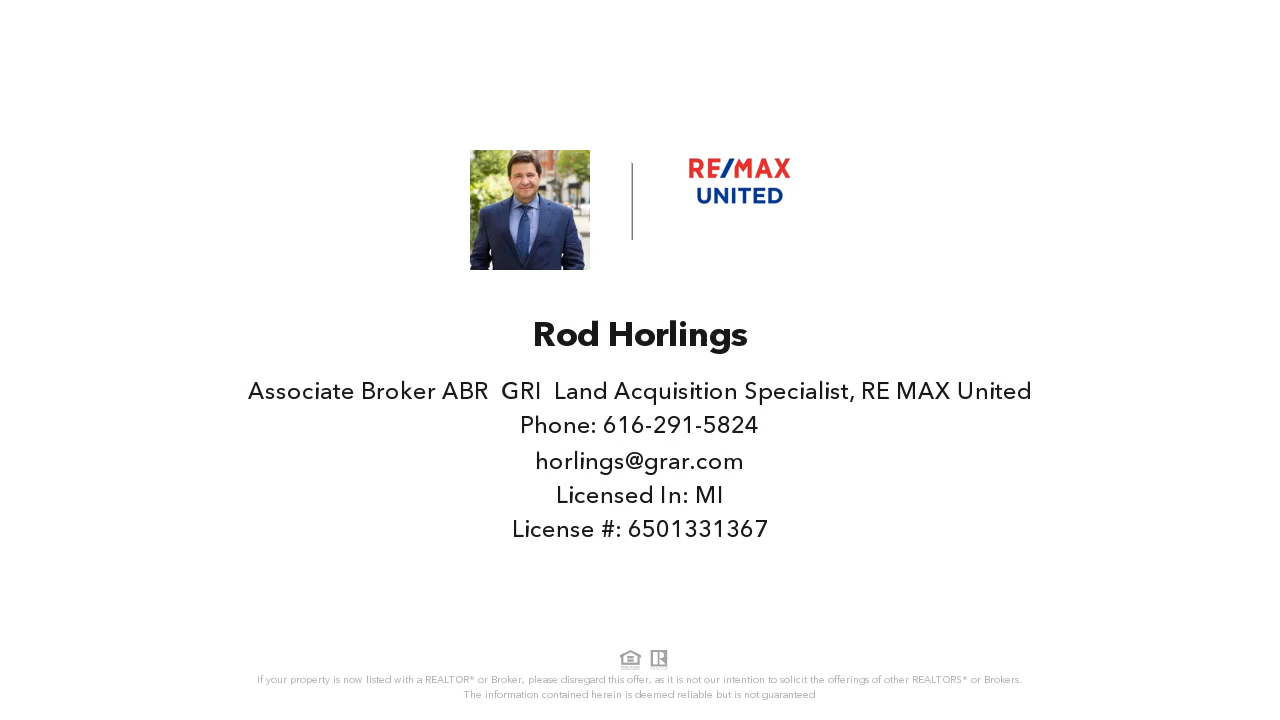 RE/MAX
UNITED
Rod Horlings
Associate Broker ABR  GRI  Land Acquisition Specialist, RE MAX United
Phone: 616-291-5824
horlings@grar.com
Licensed In: MI
License #: 6501331367
If your property is now listed with a REALTOR® or Broker, please disregard this offer, as it is not our intention to solicit the offerings of other REALTORS® or Brokers.
The information contained herein is deemed reliable but is not guaranteed